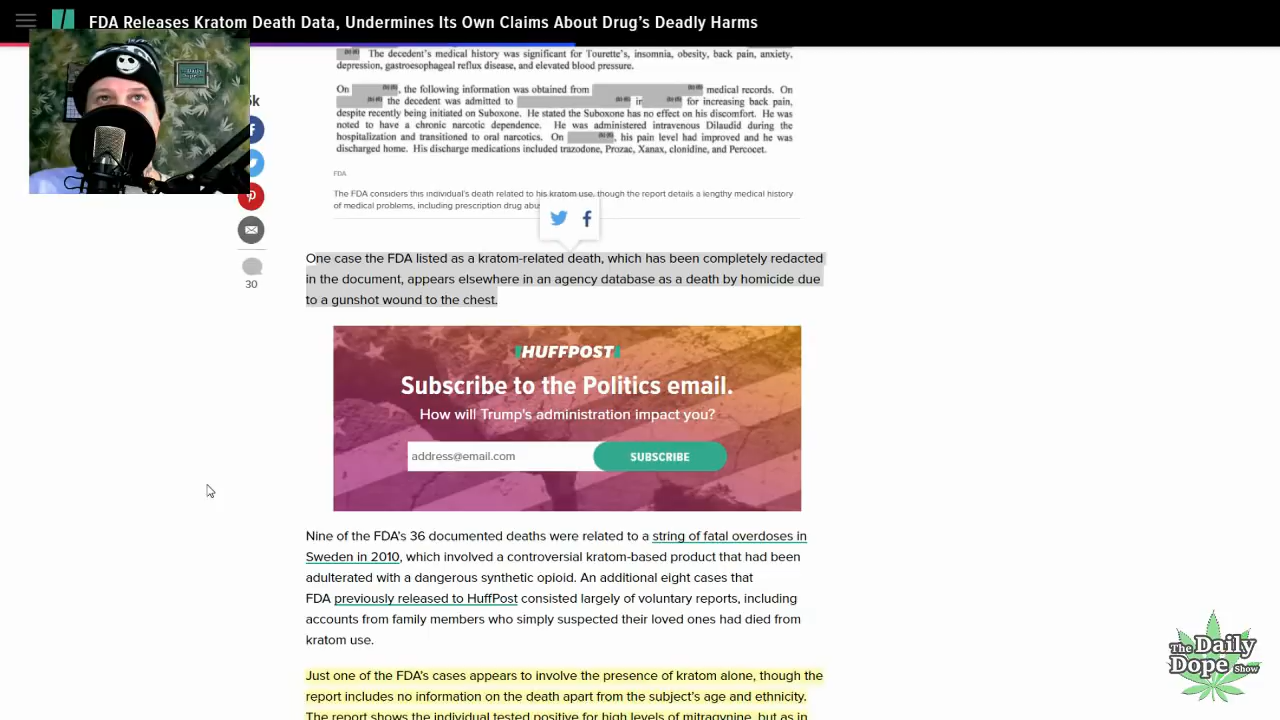 FDA Releases Kratom Death Data, Undermines Its Own Claims About Drug's Deadly Harms
The Daily Dope
(b) (6) The decedent's medical history was significant for Tourette's, insomnia, obesity, back pain, anxiety,
depression, gastroesophageal reflux disease, and elevated blood pressure.
On (b) (6), the following information was obtained from (b) (6) medical records. On
(b) (6) the decedent was admitted to (b) (6) in (b) (6) for increasing back pain,
despite recently being initiated on Suboxone. He stated the Suboxone has no effect on his discomfort. He was
noted to have a chronic narcotic dependence. He was administered intravenous Dilaudid during the
hospitalization and transitioned to oral narcotics. On (b) (6), his pain level had improved and he was
discharged home. His discharge medications included trazodone, Prozac, Xanax, clonidine, and Percocet.
FDA
The FDA considers this individual's death related to his kratom use, though the report details a lengthy medical history
of medical problems, including prescription drug abu
30
One case the FDA listed as a kratom-related death, which has been completely redacted
in the document, appears elsewhere in an agency database as a death by homicide due
to a gunshot wound to the chest.
HUFFPOST
Subscribe to the Politics email.
How will Trump's administration impact you?
address@email.com
SUBSCRIBE
Nine of the FDA's 36 documented deaths were related to a string of fatal overdoses in
Sweden in 2010, which involved a controversial kratom-based product that had been
adulterated with a dangerous synthetic opioid. An additional eight cases that
FDA previously released to HuffPost consisted largely of voluntary reports, including
accounts from family members who simply suspected their loved ones had died from
kratom use.
Just one of the FDA's cases appears to involve the presence of kratom alone, though the
report includes no information on the death apart from the subject's age and ethnicity.
The report shows the individual tested positive for high levels of mitragynine, but as in
The Daily
Dope Show